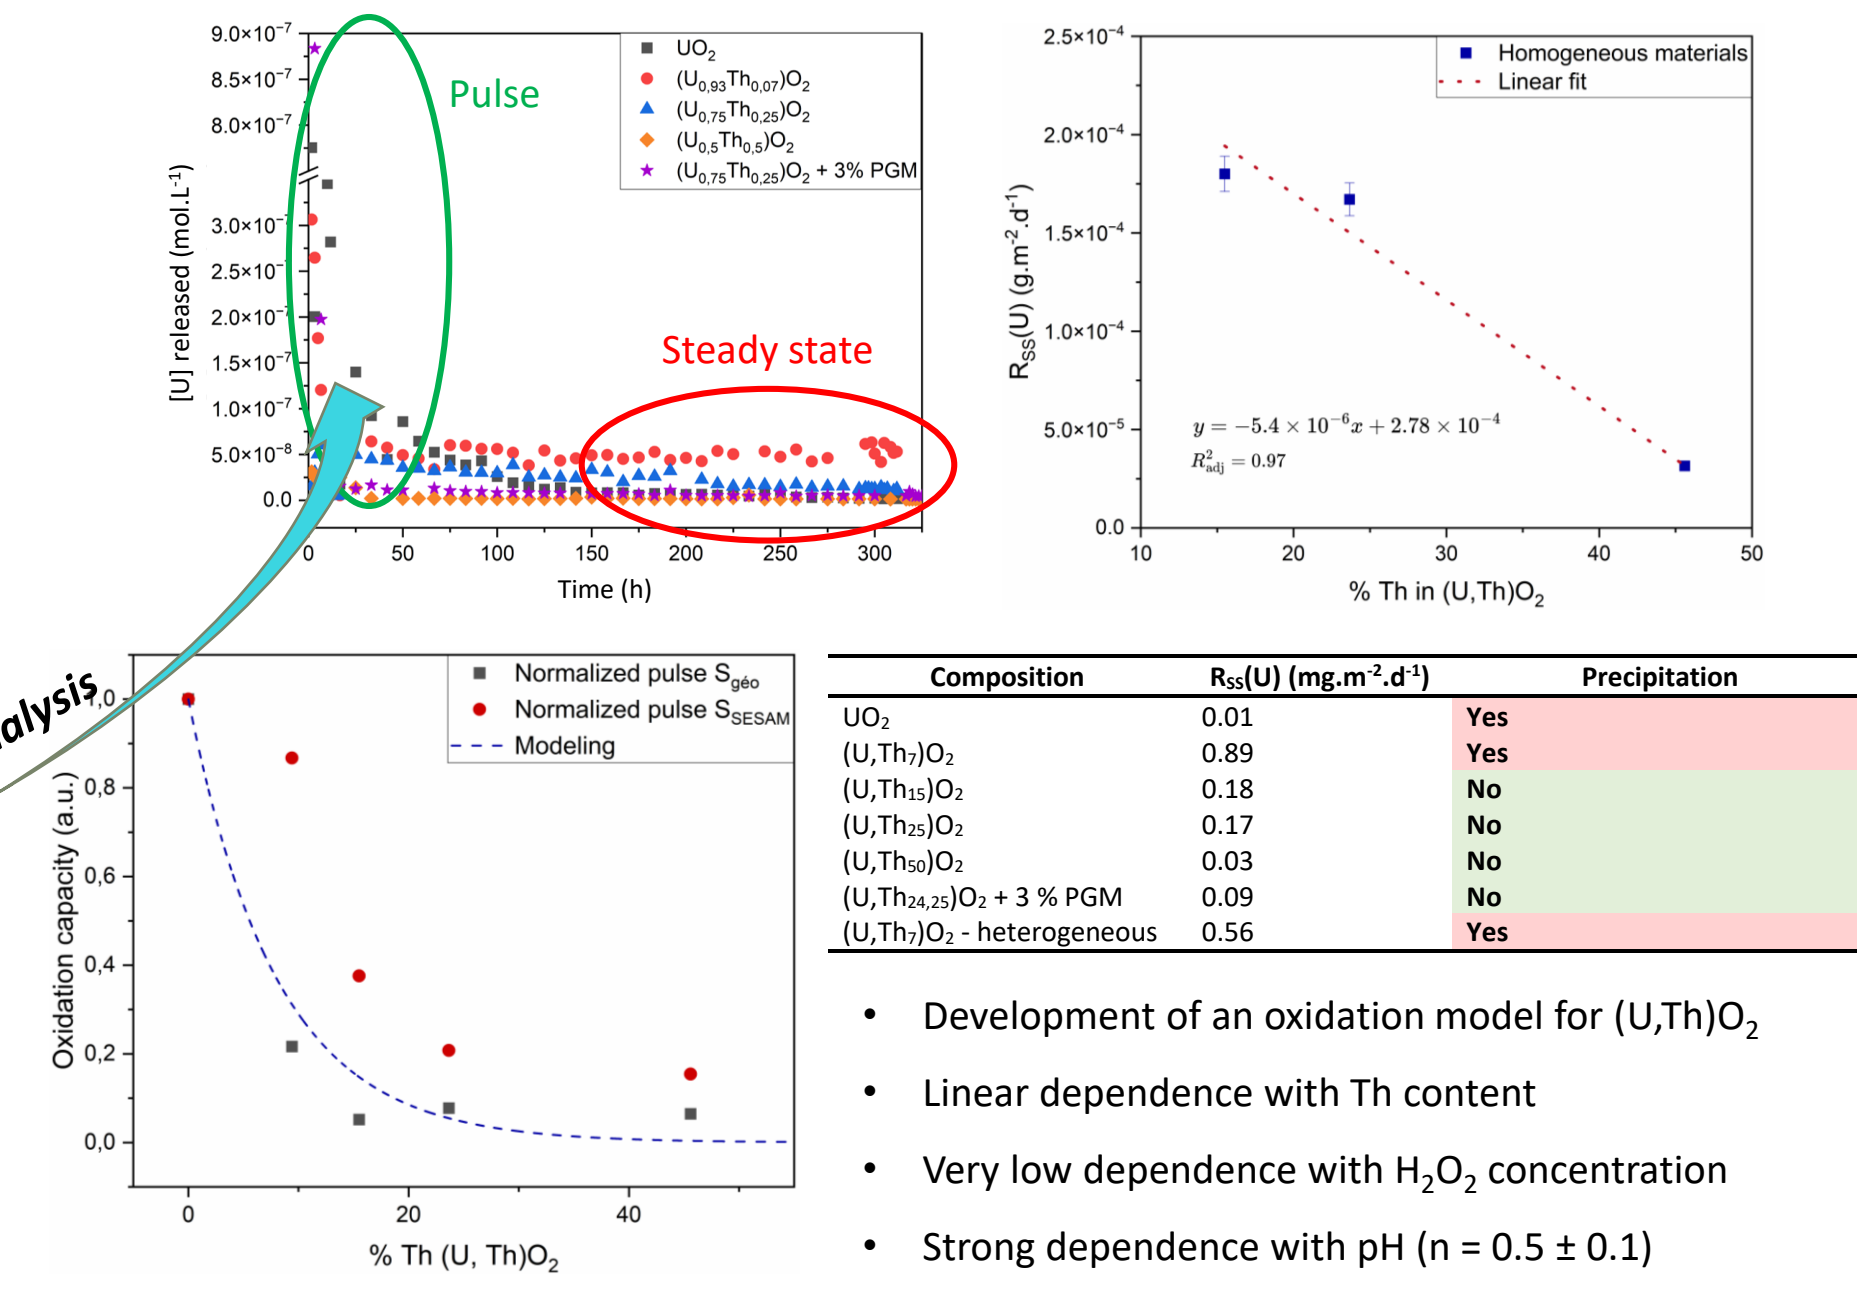 9.0×10⁻⁷
8.5×10⁻⁷
8.0×10⁻⁷
3.0×10⁻⁷
2.5×10⁻⁷
2.0×10⁻⁷
1.5×10⁻⁷
1.0×10⁻⁷
5.0×10⁻⁸
0.0
[U] released (mol.L⁻¹)
0 50 100 150 200 250 300
Time (h)
Pulse
Steady state
UO₂
(U₀,₉₃Th₀,₀₇)O₂
(U₀,₇₅Th₀,₂₅)O₂
(U₀,₅Th₀,₅)O₂
(U₀,₇₅Th₀,₂₅)O₂ + 3% PGM
2.5×10⁻⁴
2.0×10⁻⁴
1.5×10⁻⁴
1.0×10⁻⁴
5.0×10⁻⁵
0.0
R_SS(U) (g.m⁻².d⁻¹)
10 20 30 40 50
% Th in (U,Th)O₂
Homogeneous materials
Linear fit
y = −5.4 × 10⁻⁶x + 2.78 × 10⁻⁴
R²_adj = 0.97
alysis
1,0
0,8
0,6
0,4
0,2
0,0
Oxidation capacity (a.u.)
0 20 40
% Th (U, Th)O₂
Normalized pulse S_géo
Normalized pulse S_SESAM
Modeling
Composition R_SS(U) (mg.m⁻².d⁻¹) Precipitation
UO₂ 0.01 Yes
(U,Th₇)O₂ 0.89 Yes
(U,Th₁₅)O₂ 0.18 No
(U,Th₂₅)O₂ 0.17 No
(U,Th₅₀)O₂ 0.03 No
(U,Th₂₄,₂₅)O₂ + 3 % PGM 0.09 No
(U,Th₇)O₂ - heterogeneous 0.56 Yes
• Development of an oxidation model for (U,Th)O₂
• Linear dependence with Th content
• Very low dependence with H₂O₂ concentration
• Strong dependence with pH (n = 0.5 ± 0.1)